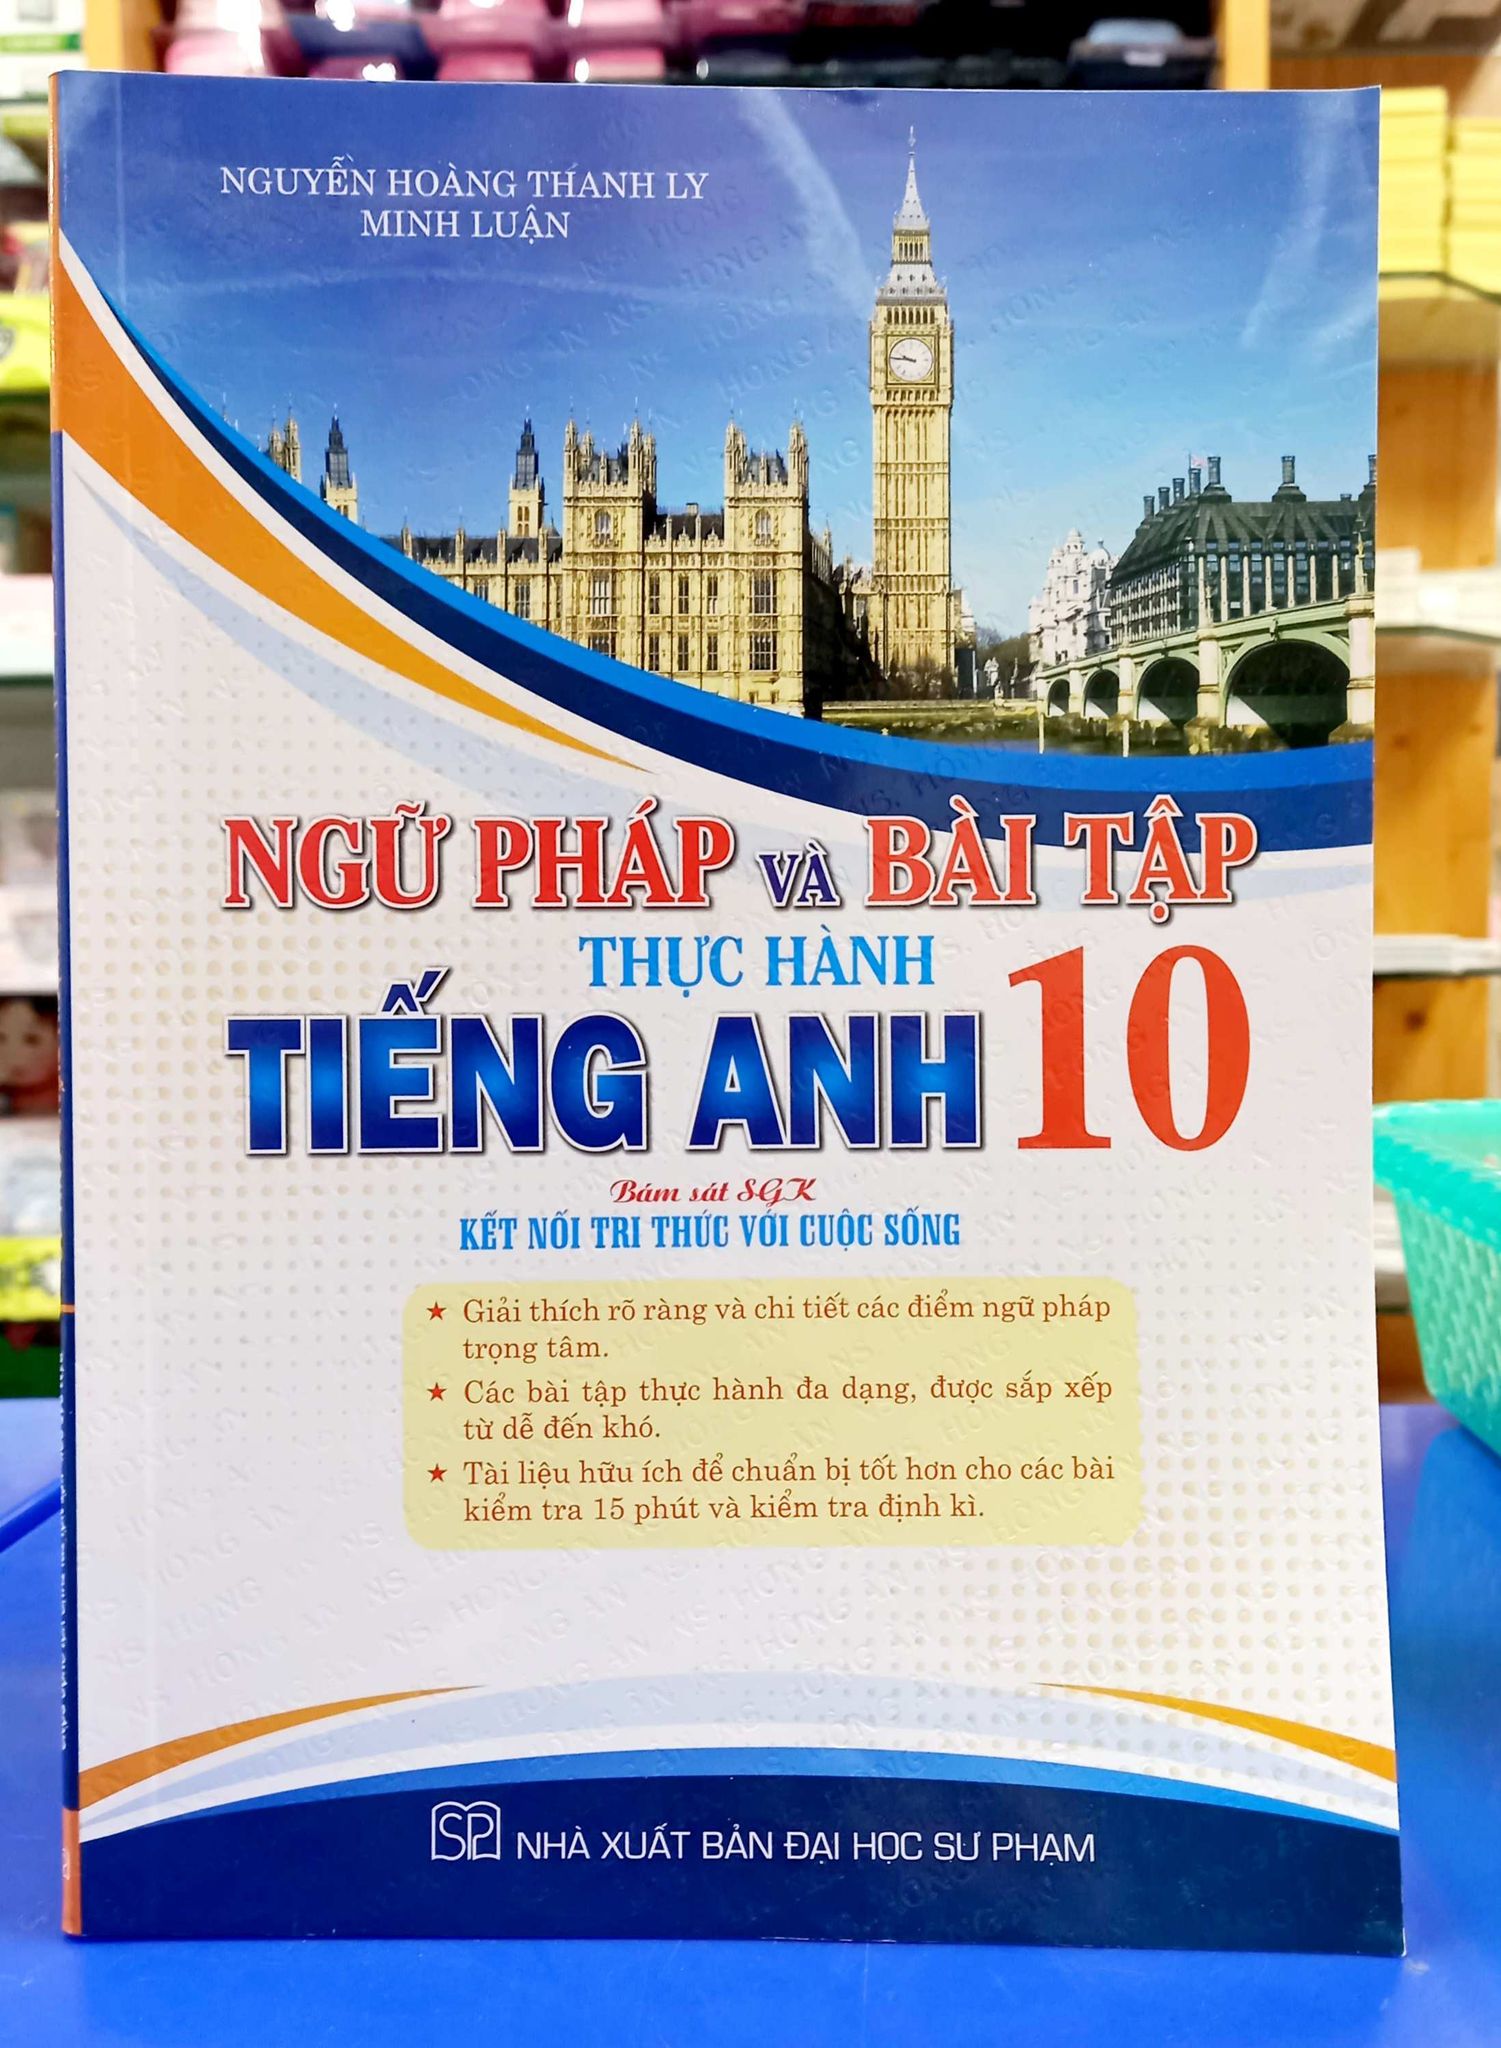 NGUYỄN HOÀNG THANH LY
MINH LUẬN
NGỮ PHÁP VÀ BÀI TẬP
THỰC HÀNH
TIẾNG ANH 10
Bám sát SGK
KẾT NỐI TRI THỨC VỚI CUỘC SỐNG
★ Giải thích rõ ràng và chi tiết các điểm ngữ pháp
trọng tâm.
★ Các bài tập thực hành đa dạng, được sắp xếp
từ dễ đến khó.
★ Tài liệu hữu ích để chuẩn bị tốt hơn cho các bài
kiểm tra 15 phút và kiểm tra định kì.
SP NHÀ XUẤT BẢN ĐẠI HỌC SƯ PHẠM
NS. HỒNG ÂN